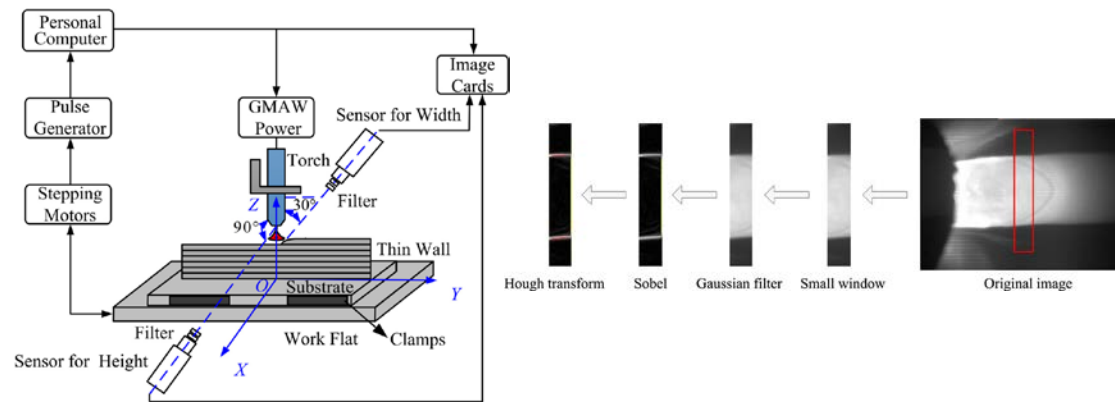 Personal
Computer
Image
Cards
Pulse
Generator
GMAW
Power
Sensor for Width
Torch
Stepping
Motors
Filter
Z
30°
90°
Thin Wall
O
Substrate
Y
Filter
Work Flat
Clamps
Sensor for Height
X
Hough transform
Sobel
Gaussian filter
Small window
Original image